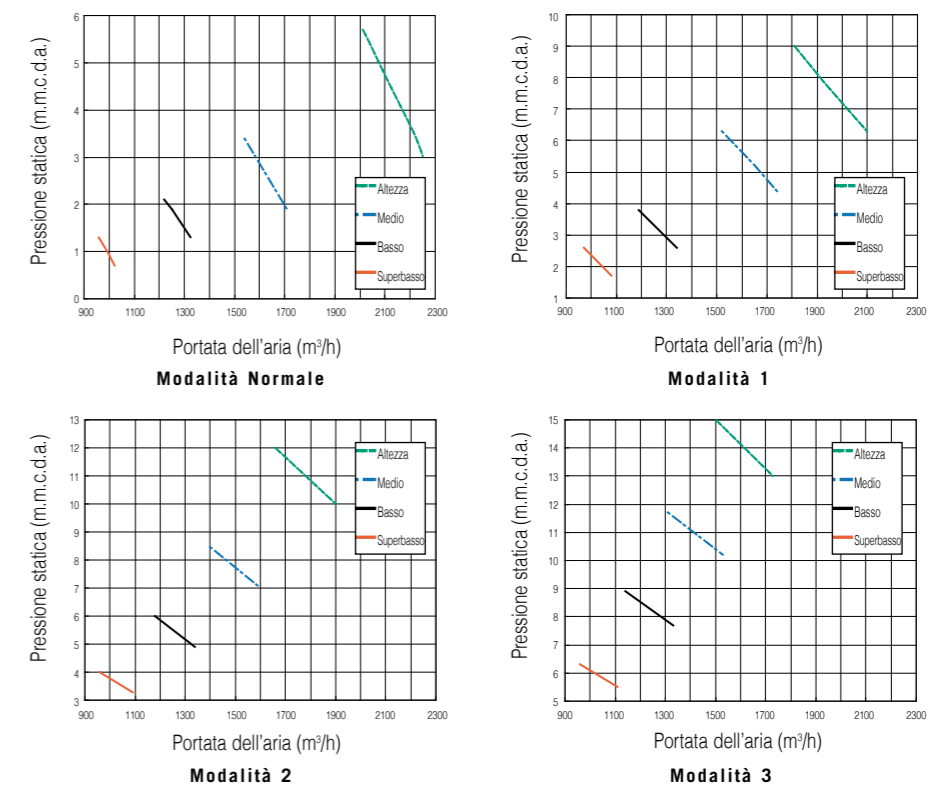 Pressione statica (m.m.c.d.a.)
6
5
4
3
2
1
0
900 1100 1300 1500 1700 1900 2100 2300
Altezza
Medio
Basso
Superbasso
Portata dell'aria (m³/h)
Modalità Normale
Pressione statica (m.m.c.d.a.)
10
9
8
7
6
5
4
3
2
1
900 1100 1300 1500 1700 1900 2100 2300
Altezza
Medio
Basso
Superbasso
Portata dell'aria (m³/h)
Modalità 1
Pressione statica (m.m.c.d.a.)
13
12
11
10
9
8
7
6
5
4
3
900 1100 1300 1500 1700 1900 2100 2300
Altezza
Medio
Basso
Superbasso
Portata dell'aria (m³/h)
Modalità 2
Pressione statica (m.m.c.d.a.)
15
14
13
12
11
10
9
8
7
6
5
900 1100 1300 1500 1700 1900 2100 2300
Altezza
Medio
Basso
Superbasso
Portata dell'aria (m³/h)
Modalità 3